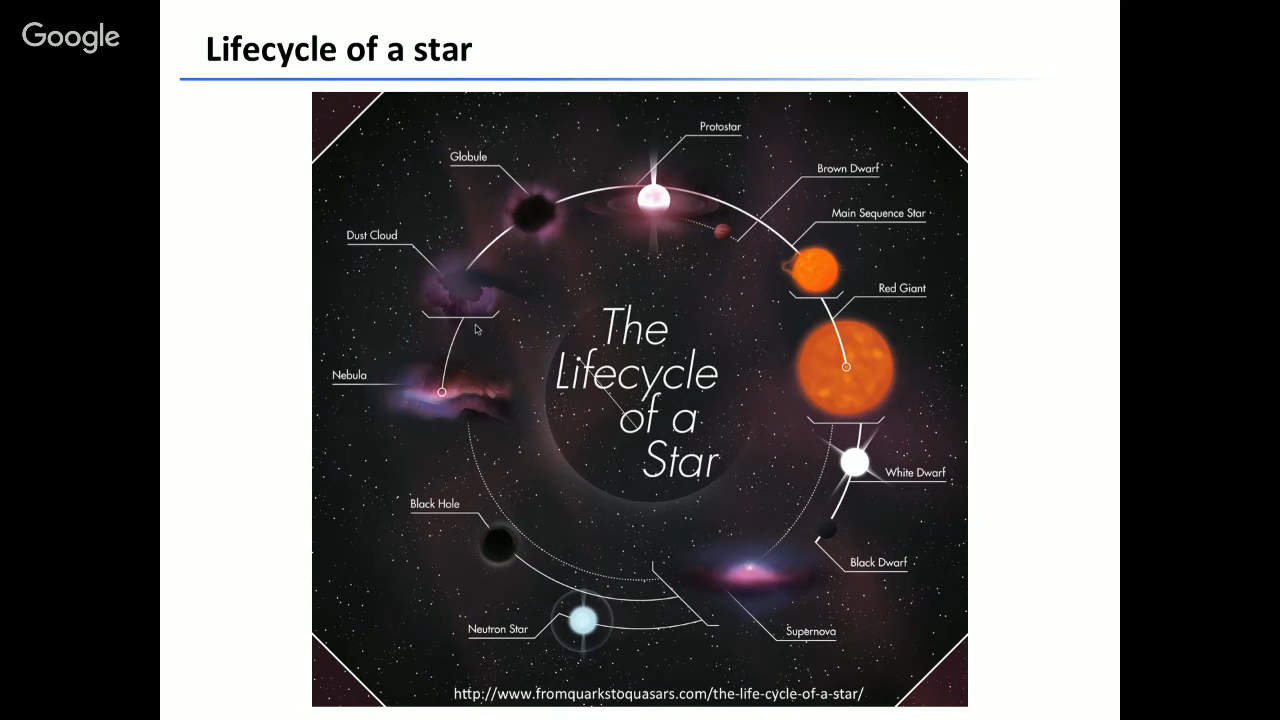 Google
Lifecycle of a star
Protostar
Globule
Brown Dwarf
Main Sequence Star
Dust Cloud
Red Giant
The
Lifecycle
of a
Star
Nebula
White Dwarf
Black Hole
Black Dwarf
Neutron Star
Supernova
http://www.fromquarkstoquasars.com/the-life-cycle-of-a-star/